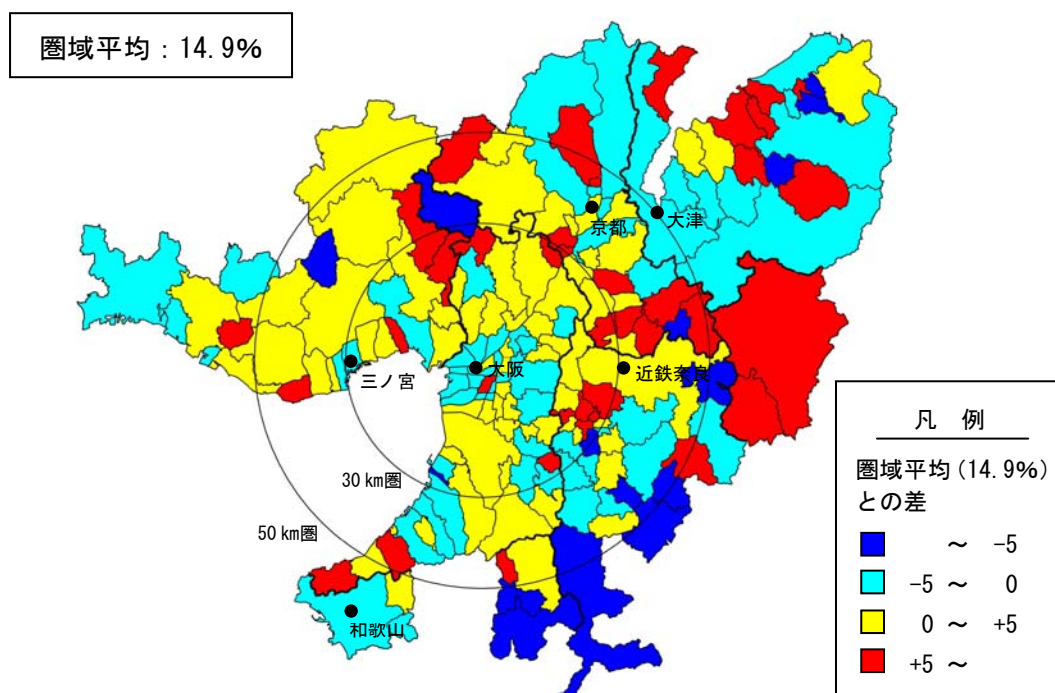 圏域平均：14.9%
京都
大津
三ノ宮
大阪
近鉄奈良
30km圏
50km圏
和歌山
凡 例
圏域平均(14.9%)
との差
～ -5
-5 ～ 0
0 ～ +5
+5 ～